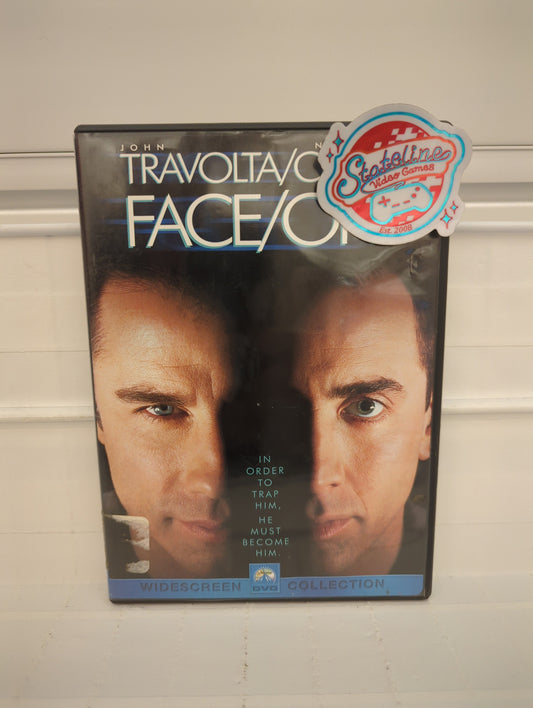 JOHN N
TRAVOLTA/C
FACE/O
Stateline
Video Games
Est. 2008
IN
ORDER
TO
TRAP
HIM,
HE
MUST
BECOME
HIM.
WIDESCREEN DVD COLLECTION